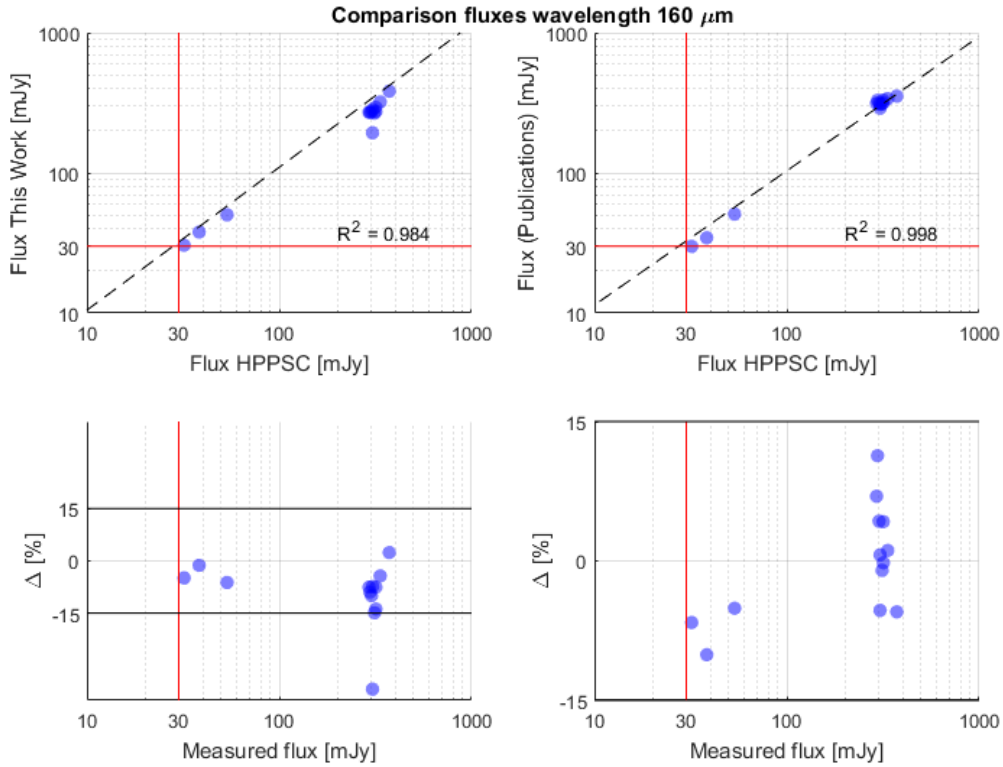 Comparison fluxes wavelength 160 μm
Flux This Work [mJy]
1000
100
30
10
R² = 0.984
10 30 100 1000
Flux HPPSC [mJy]
Flux (Publications) [mJy]
1000
100
30
10
R² = 0.998
10 30 100 1000
Flux HPPSC [mJy]
Δ [%]
15
0
-15
10 30 100 1000
Measured flux [mJy]
Δ [%]
15
0
-15
10 30 100 1000
Measured flux [mJy]